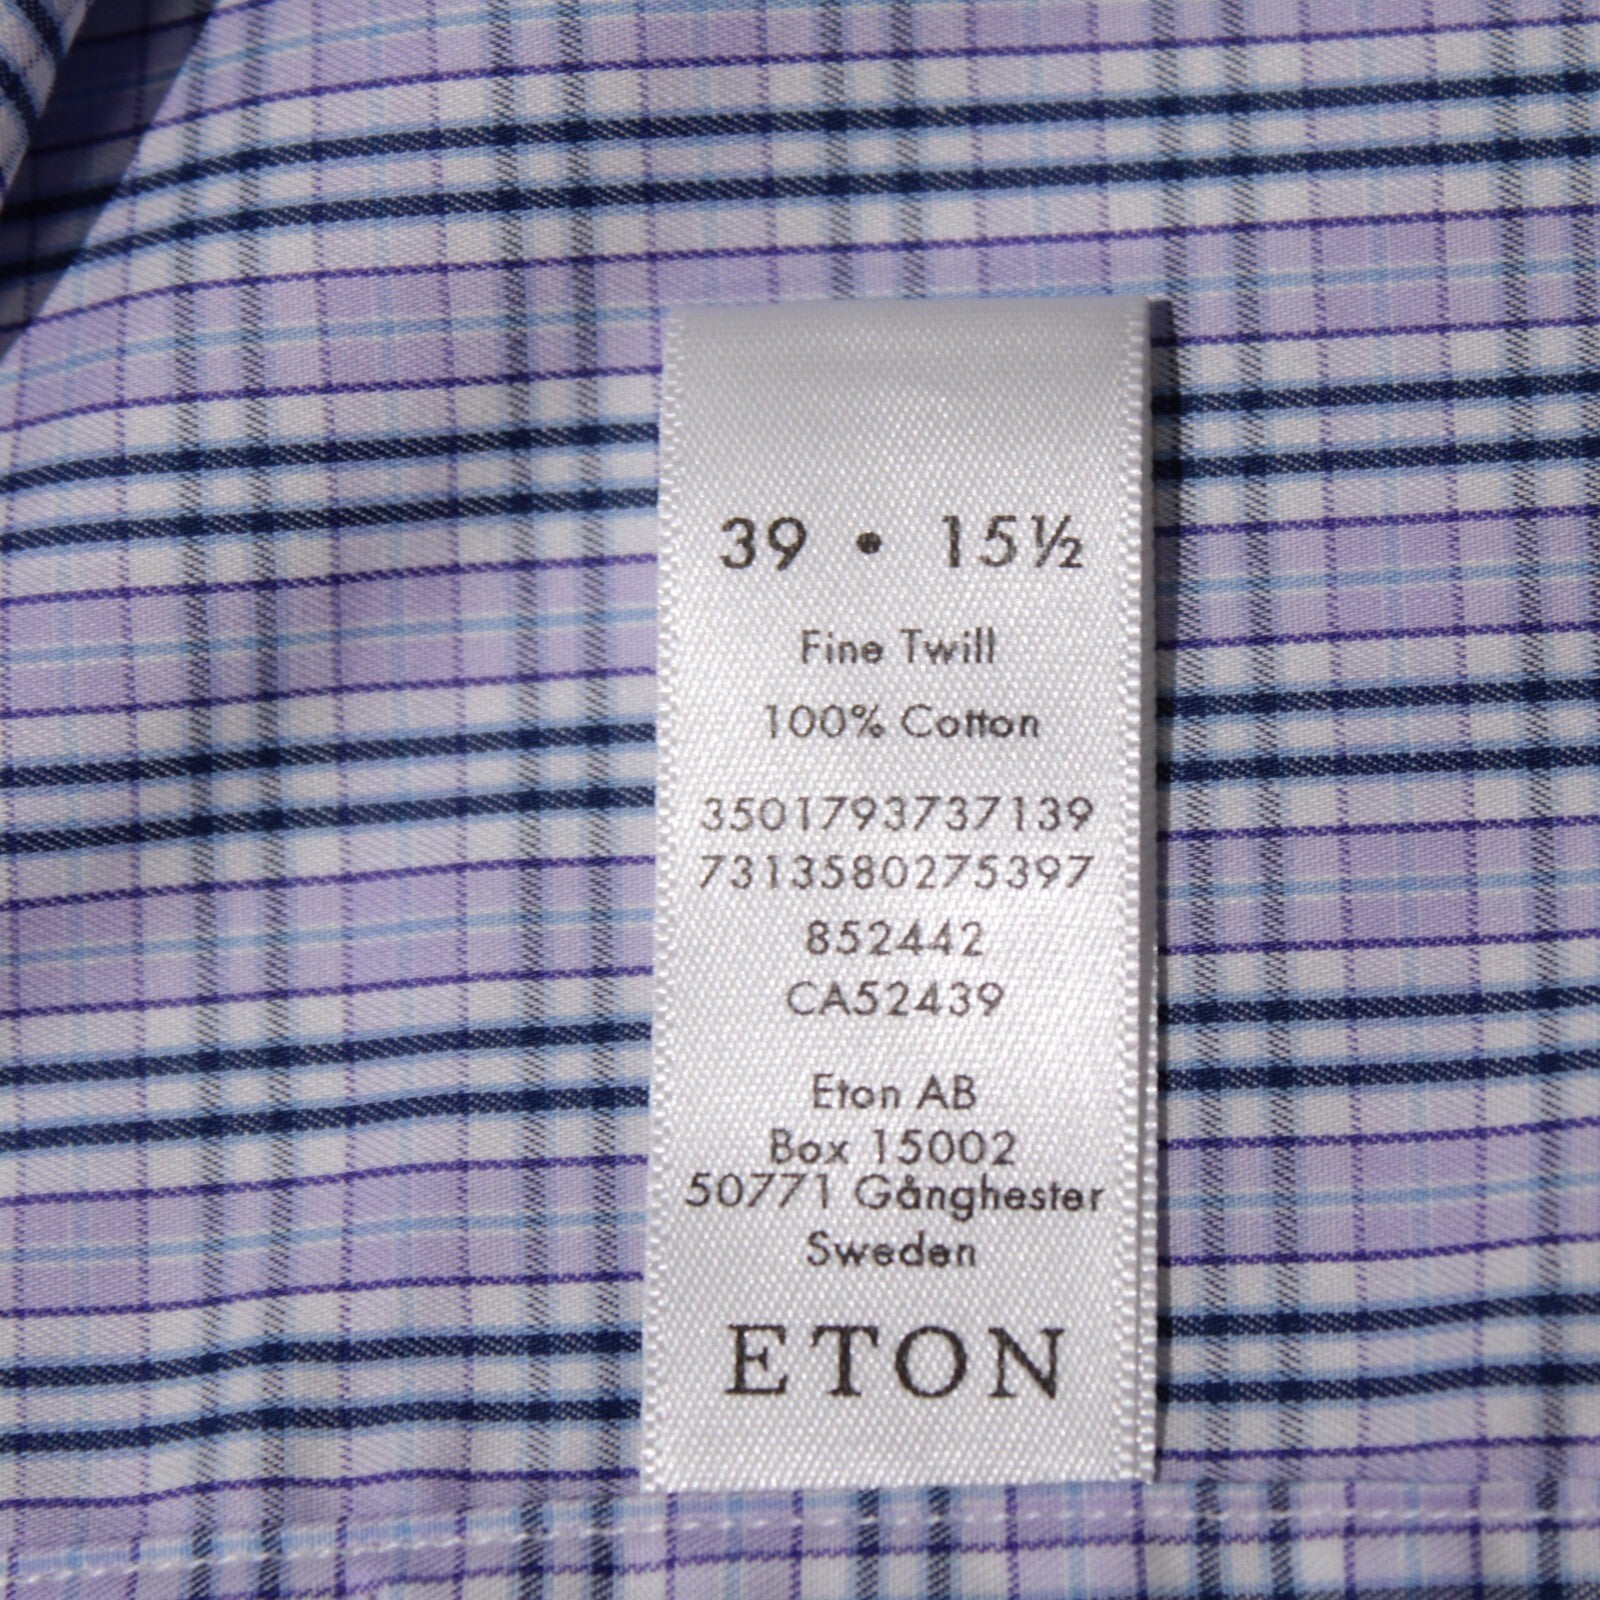 39 • 15½
Fine Twill
100% Cotton
3501793737139
7313580275397
852442
CA52439
Eton AB
Box 15002
50771 Gånghester
Sweden
ETON